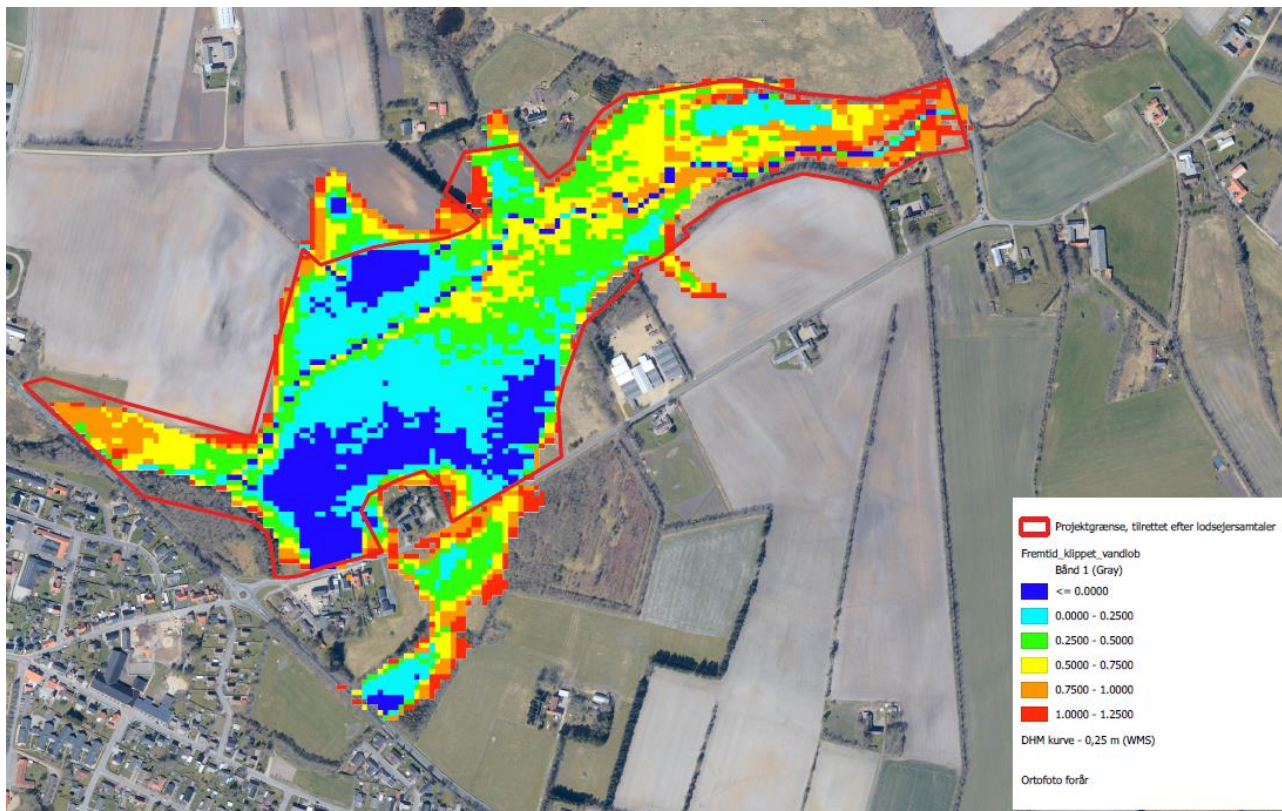 Projektgrænse, tilrettet efter lodsejersamtaler
Fremtid_klippet_vandlob
Bånd 1 (Gray)
<= 0.0000
0.0000 - 0.2500
0.2500 - 0.5000
0.5000 - 0.7500
0.7500 - 1.0000
1.0000 - 1.2500
DHM kurve - 0,25 m (WMS)
Ortofoto forår